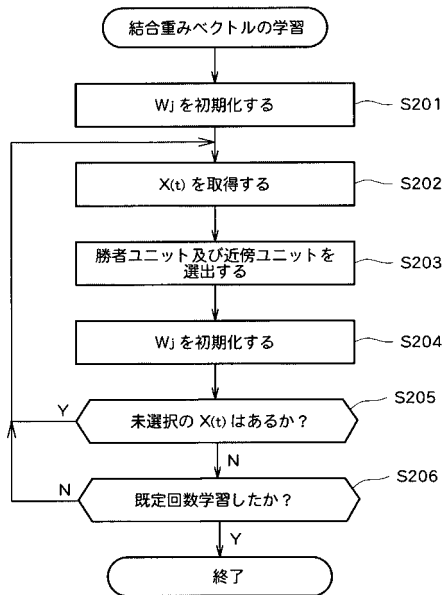 結合重みベクトルの学習
Wj を初期化する
S201
X(t) を取得する
S202
勝者ユニット及び近傍ユニットを
選出する
S203
Wj を初期化する
S204
未選択の X(t) はあるか？
S205
Y
N
既定回数学習したか？
S206
N
Y
終了